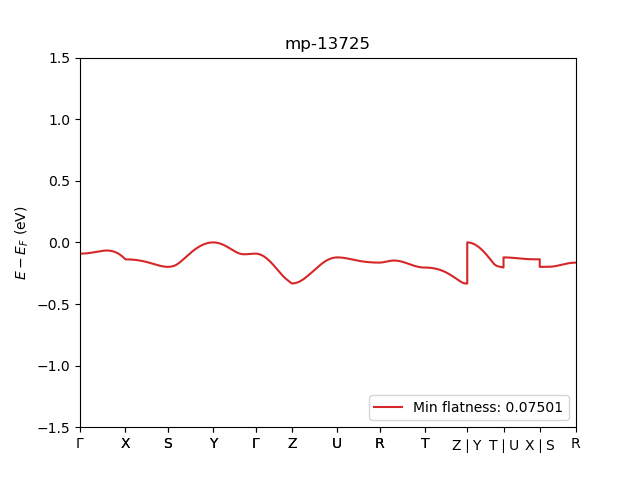 mp-13725
E − E_F (eV)
1.5
1.0
0.5
0.0
−0.5
−1.0
−1.5
Min flatness: 0.07501
Γ X S Y Γ Z U R T Z | Y T | U X | S R